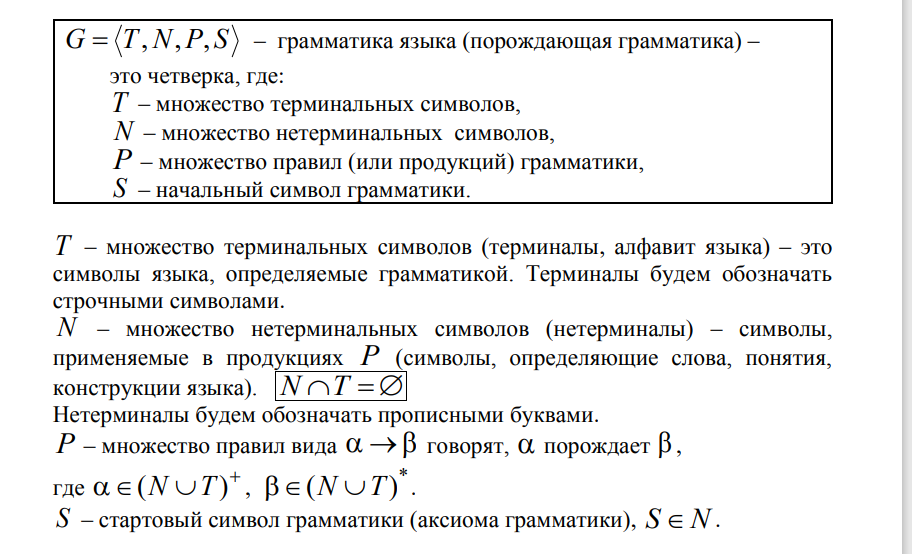 G = ⟨T, N, P, S⟩ – грамматика языка (порождающая грамматика) –
это четверка, где:
T – множество терминальных символов,
N – множество нетерминальных символов,
P – множество правил (или продукций) грамматики,
S – начальный символ грамматики.
T – множество терминальных символов (терминалы, алфавит языка) – это
символы языка, определяемые грамматикой. Терминалы будем обозначать
строчными символами.
N – множество нетерминальных символов (нетерминалы) – символы,
применяемые в продукциях P (символы, определяющие слова, понятия,
конструкции языка). N ∩ T = ∅
Нетерминалы будем обозначать прописными буквами.
P – множество правил вида α → β говорят, α порождает β,
где α ∈ (N ∪ T)⁺, β ∈ (N ∪ T)*.
S – стартовый символ грамматики (аксиома грамматики), S ∈ N.